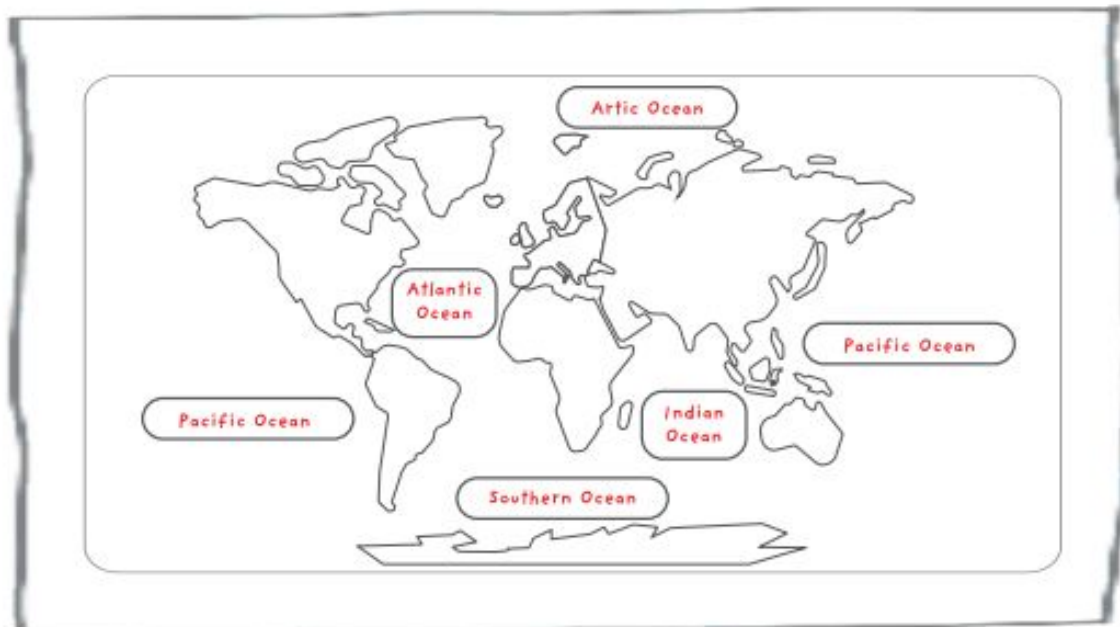 Artic Ocean
Atlantic
Ocean
Pacific Ocean
Pacific Ocean
Indian
Ocean
Southern Ocean